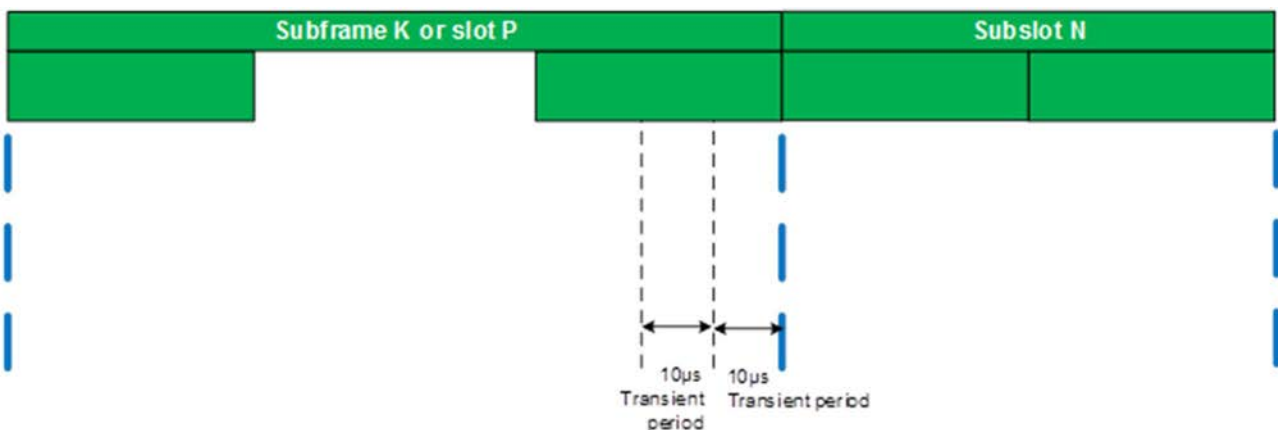 Subframe K or slot P
Subslot N
10µs
Transient
period
10µs
Transient period